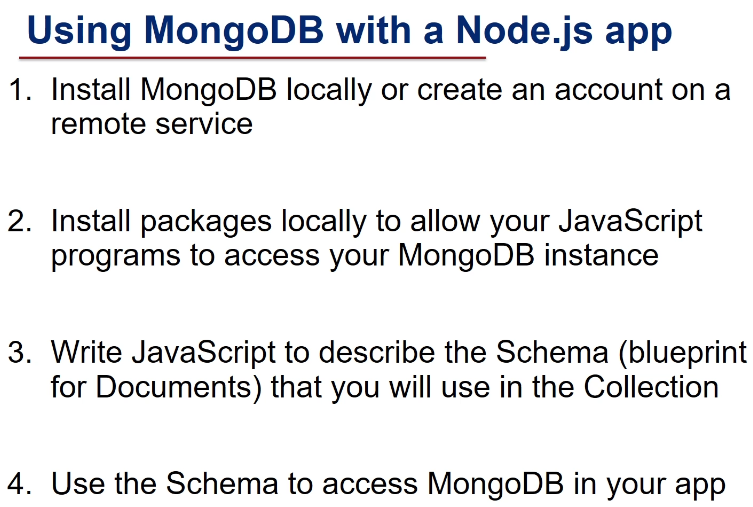 Using MongoDB with a Node.js app
1. Install MongoDB locally or create an account on a
remote service
2. Install packages locally to allow your JavaScript
programs to access your MongoDB instance
3. Write JavaScript to describe the Schema (blueprint
for Documents) that you will use in the Collection
4. Use the Schema to access MongoDB in your app